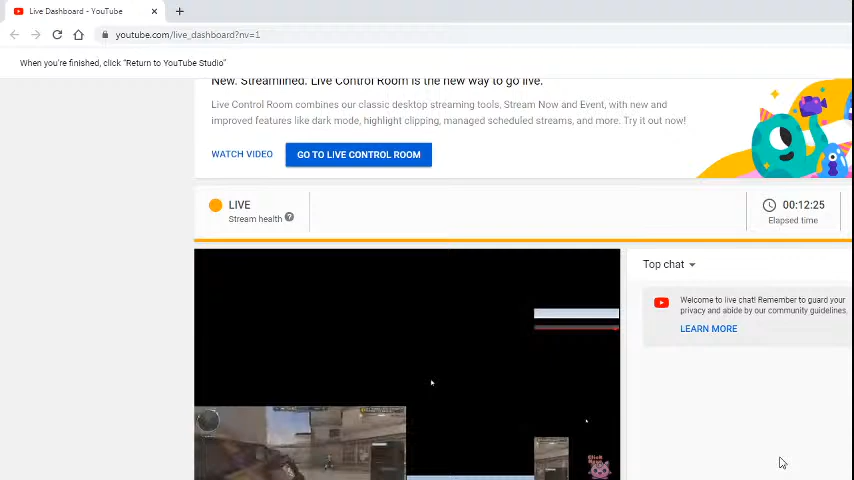 Live Dashboard - YouTube
youtube.com/live_dashboard?nv=1
When you're finished, click "Return to YouTube Studio"
New. Streamlined. Live Control Room is the new way to go live.
Live Control Room combines our classic desktop streaming tools, Stream Now and Event, with new and
improved features like dark mode, highlight clipping, managed scheduled streams, and more. Try it out now!
WATCH VIDEO
GO TO LIVE CONTROL ROOM
LIVE
Stream health ?
00:12:25
Elapsed time
Top chat
Welcome to live chat! Remember to guard your
privacy and abide by our community guidelines.
LEARN MORE